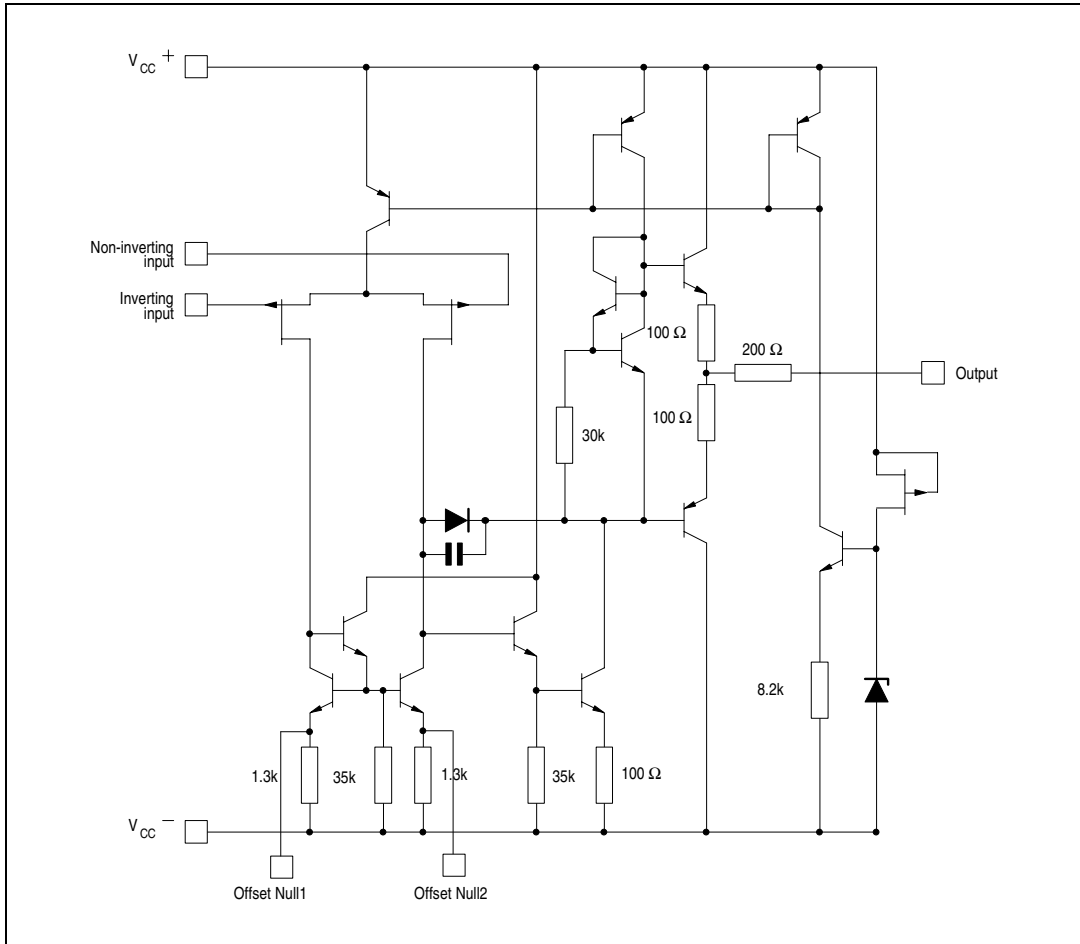 V CC +
Non-inverting
input
Inverting
input
100 Ω
200 Ω
Output
100 Ω
30k
8.2k
1.3k
35k
1.3k
35k
100 Ω
V CC −
Offset Null1
Offset Null2